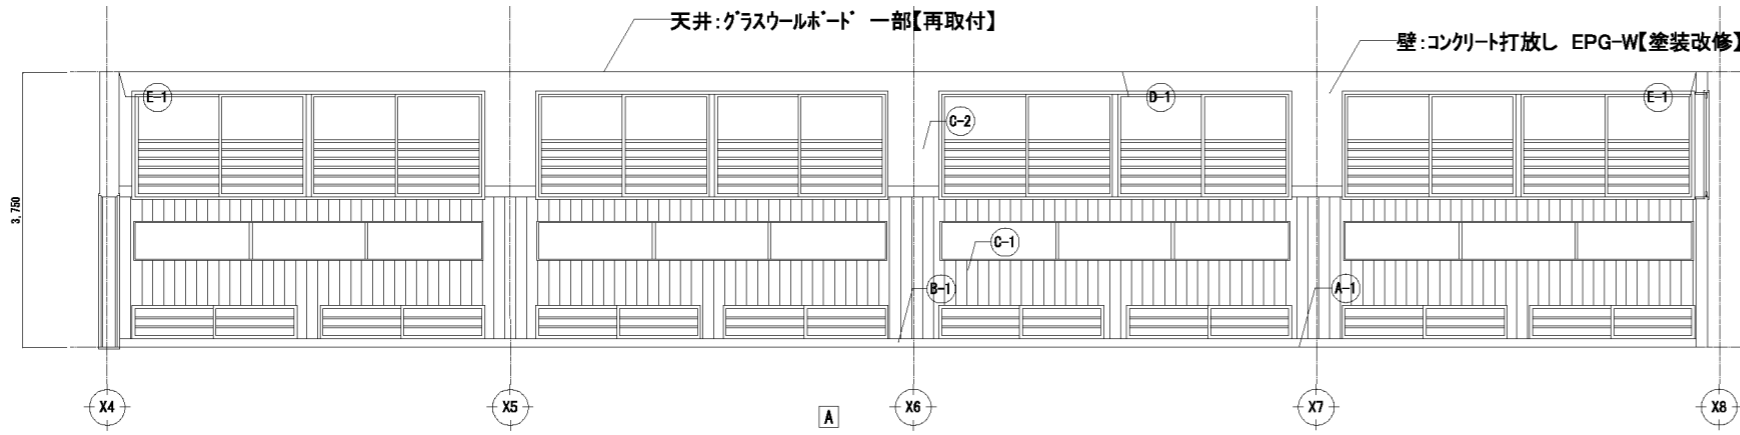 天井:グラスウールボード 一部【再取付】
壁:コンクリート打放し EPG-W【塗装改修】
E-1
D-1
E-1
C-2
3,750
C-1
B-1
A-1
X4
X5
A
X6
X7
X8